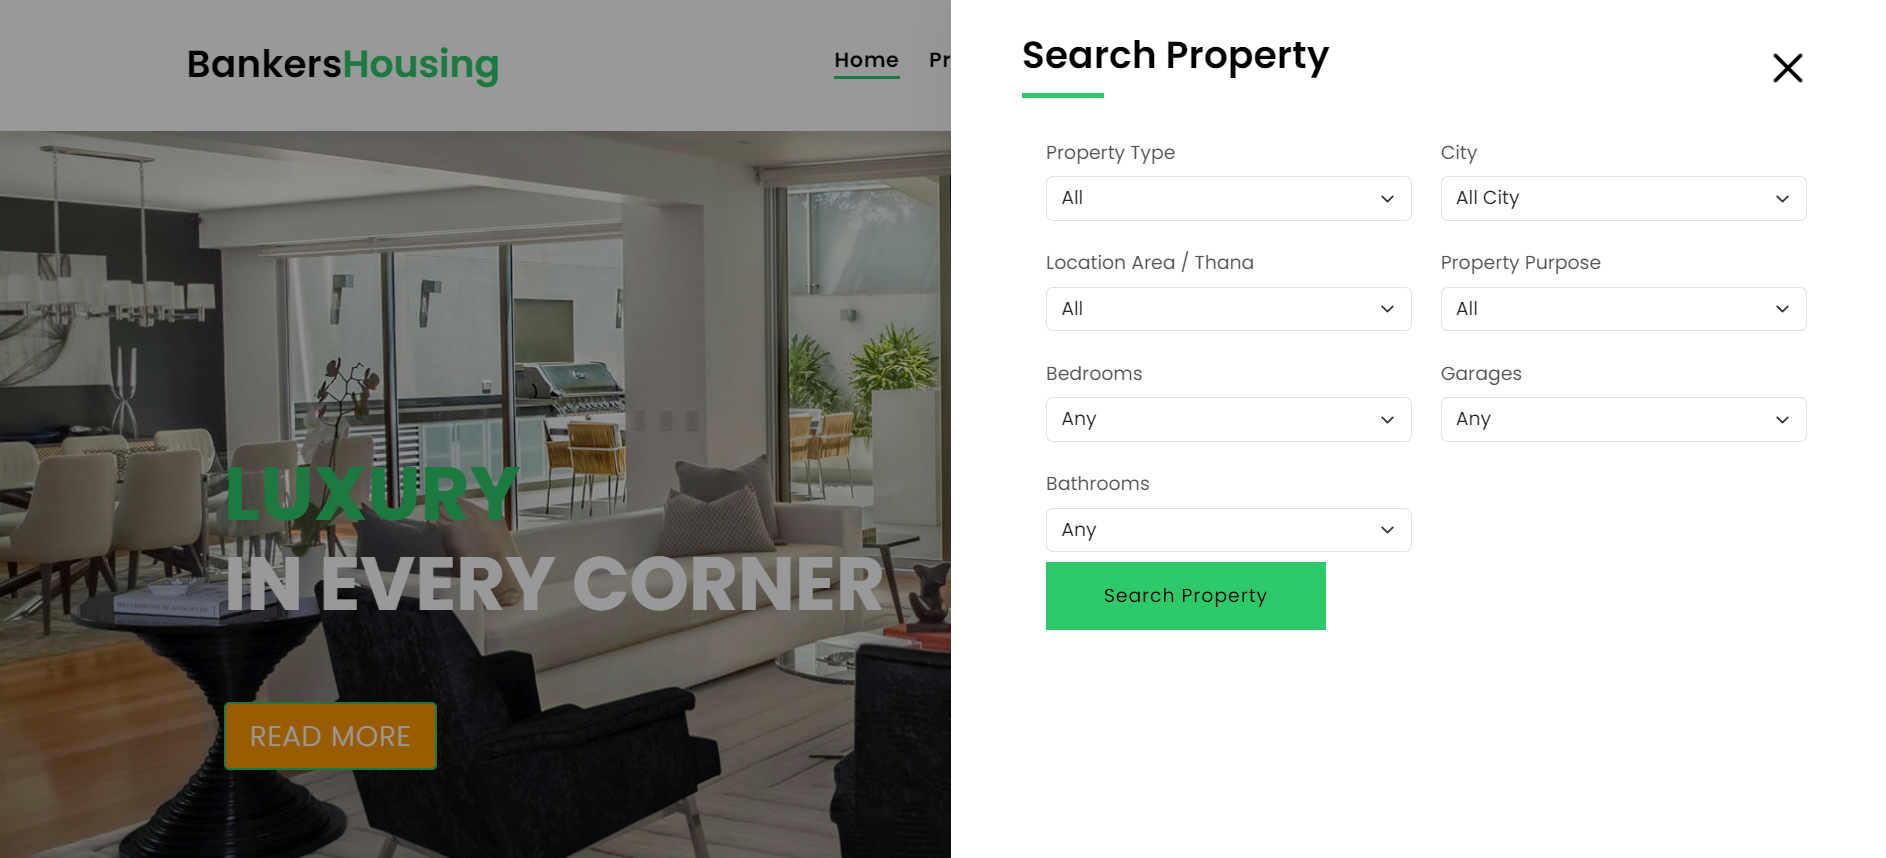 BankersHousing
Home Pr
LUXURY
IN EVERY CORNER
READ MORE
Search Property
Property Type
All
City
All City
Location Area / Thana
All
Property Purpose
All
Bedrooms
Any
Garages
Any
Bathrooms
Any
Search Property